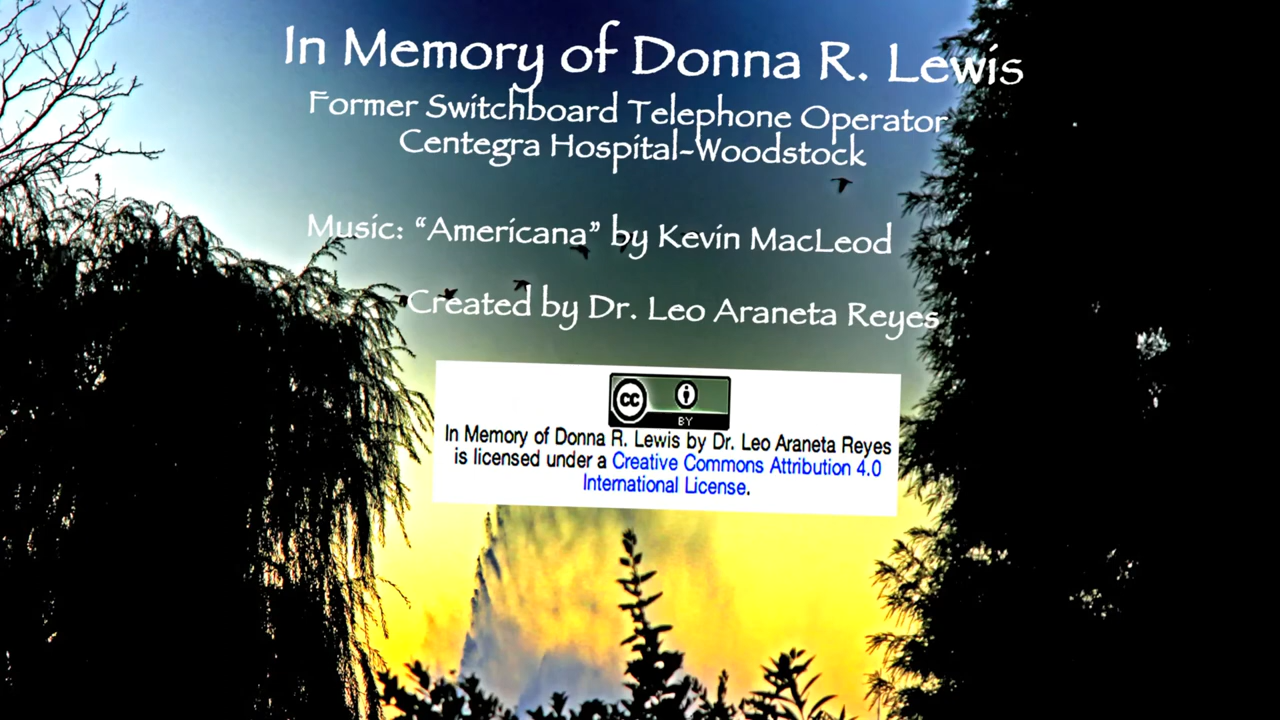 In Memory of Donna R. Lewis
Former Switchboard Telephone Operator
Centegra Hospital-Woodstock
Music: “Americana” by Kevin MacLeod
Created by Dr. Leo Araneta Reyes
cc
BY
In Memory of Donna R. Lewis by Dr. Leo Araneta Reyes
is licensed under a Creative Commons Attribution 4.0
International License.